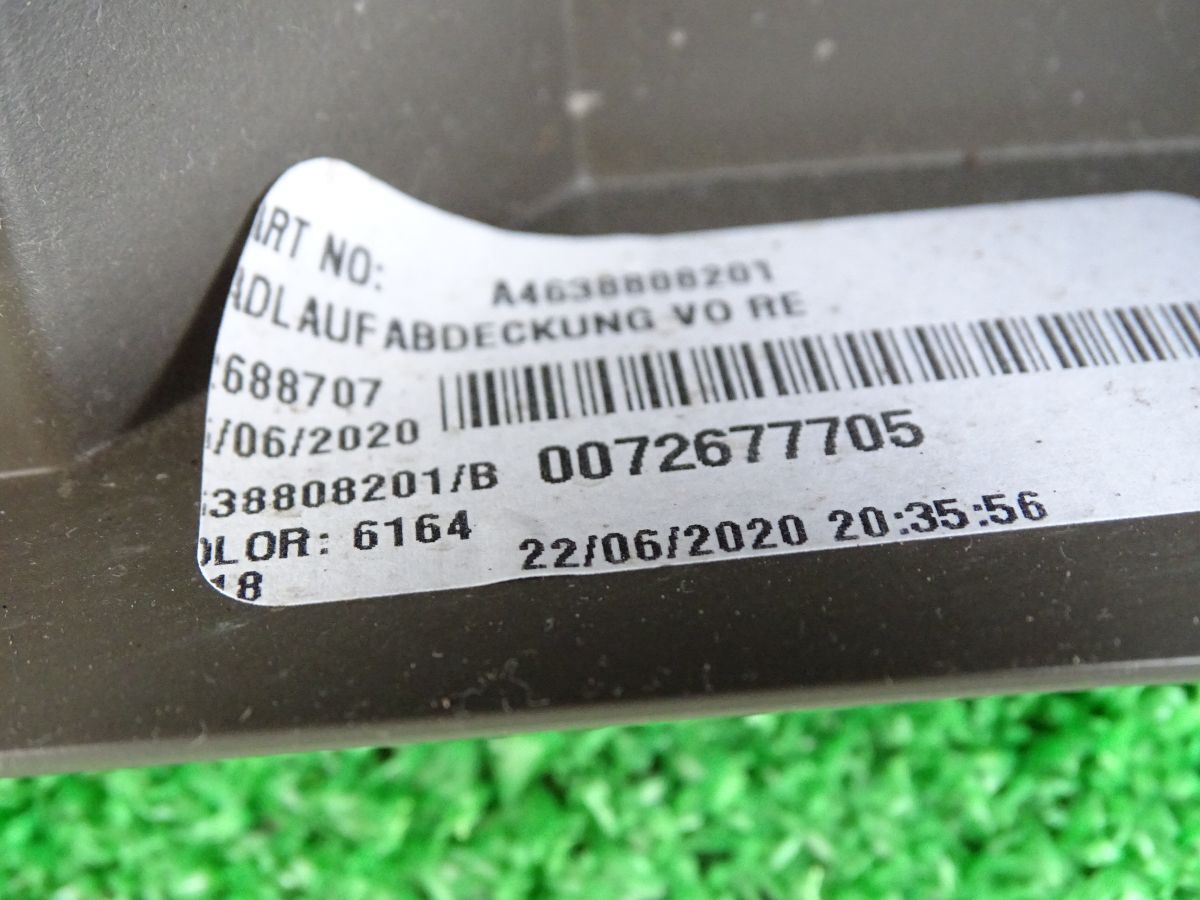 ART NO:
A4638808201
ADLAUFABDECKUNG VO RE
688707
/06/2020
0072677705
38808201/B
OLOR: 6164
22/06/2020 20:35:56
18